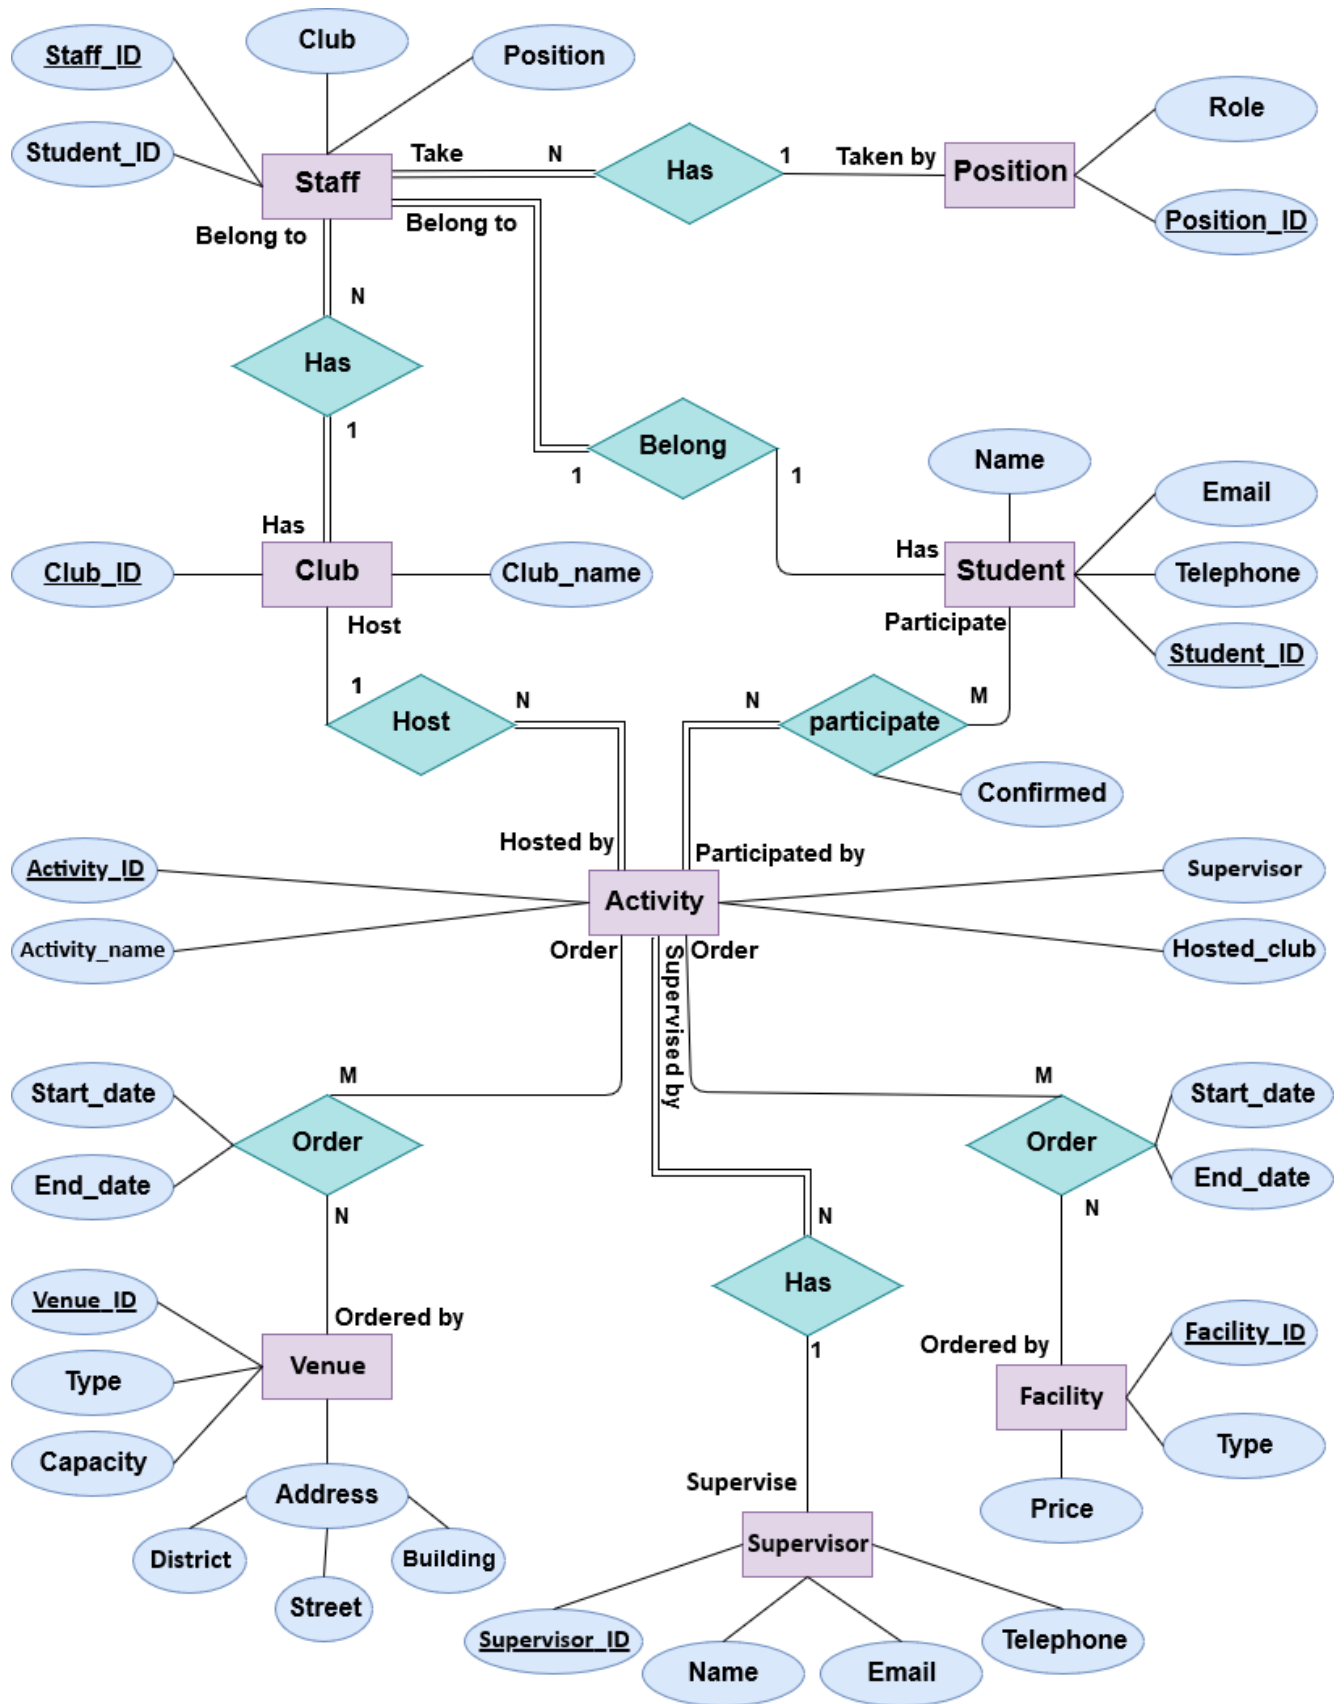 Club
Staff_ID
Position
Role
Student_ID
Take
N
1
Taken by
Staff
Has
Position
Belong to
Belong to
Position_ID
N
Has
1
Belong
1
1
Name
Email
Has
Has
Club_ID
Club
Club_name
Student
Telephone
Host
Participate
Student_ID
1
N
N
M
Host
participate
Confirmed
Hosted by
Participated by
Activity_ID
Supervisor
Activity
Activity_name
Order
Supervised by
Order
Hosted_club
M
M
Start_date
Start_date
Order
Order
End_date
End_date
N
N
N
Has
Venue_ID
Ordered by
1
Ordered by
Facility_ID
Venue
Type
Facility
Capacity
Type
Address
Supervise
Price
District
Building
Supervisor
Street
Supervisor_ID
Telephone
Name
Email